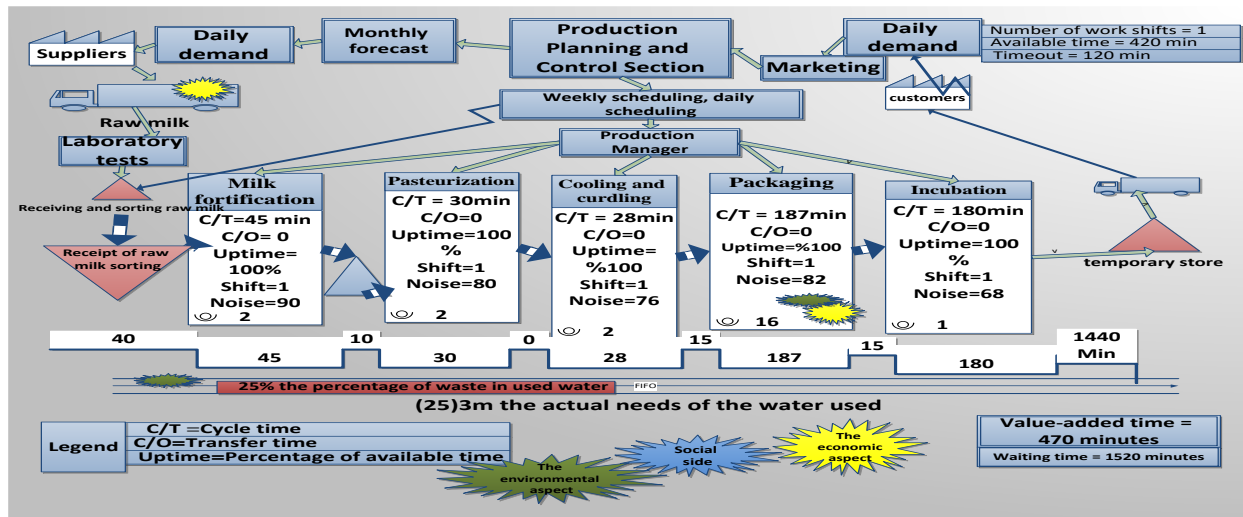 Suppliers
Daily
demand
Monthly
forecast
Production
Planning and
Control Section
Marketing
Daily
demand
Number of work shifts = 1
Available time = 420 min
Timeout = 120 min
customers
Raw milk
Laboratory
tests
Weekly scheduling, daily
scheduling
Production
Manager
Receiving and sorting raw milk
Receipt of raw
milk sorting
Milk
fortification
C/T=45 min
C/O= 0
Uptime=
100%
Shift=1
Noise=90
2
Pasteurization
C/T = 30min
C/O=0
Uptime=100
%
Shift=1
Noise=80
2
Cooling and
curdling
C/T = 28min
C/O=0
Uptime=
%100
Shift=1
Noise=76
2
Packaging
C/T = 187min
C/O=0
Uptime=%100
Shift=1
Noise=82
16
Incubation
C/T = 180min
C/O=0
Uptime=100
%
Shift=1
Noise=68
1
temporary store
40
45
10
30
0
28
15
187
15
180
1440
Min
25% the percentage of waste in used water
FIFO
(25)3m the actual needs of the water used
Legend
C/T =Cycle time
C/O=Transfer time
Uptime=Percentage of available time
The
environmental
aspect
Social
side
The
economic
aspect
Value-added time =
470 minutes
Waiting time = 1520 minutes